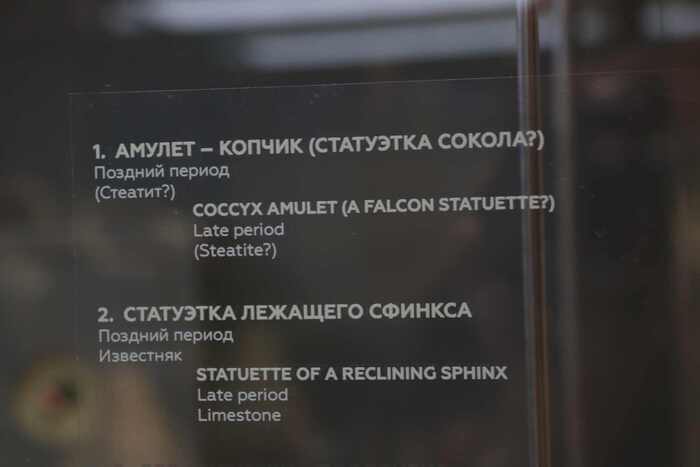 1. АМУЛЕТ – КОПЧИК (СТАТУЭТКА СОКОЛА?)
Поздний период
(Стеатит?)
COCCYX AMULET (A FALCON STATUETTE?)
Late period
(Steatite?)
2. СТАТУЭТКА ЛЕЖАЩЕГО СФИНКСА
Поздний период
Известняк
STATUETTE OF A RECLINING SPHINX
Late period
Limestone